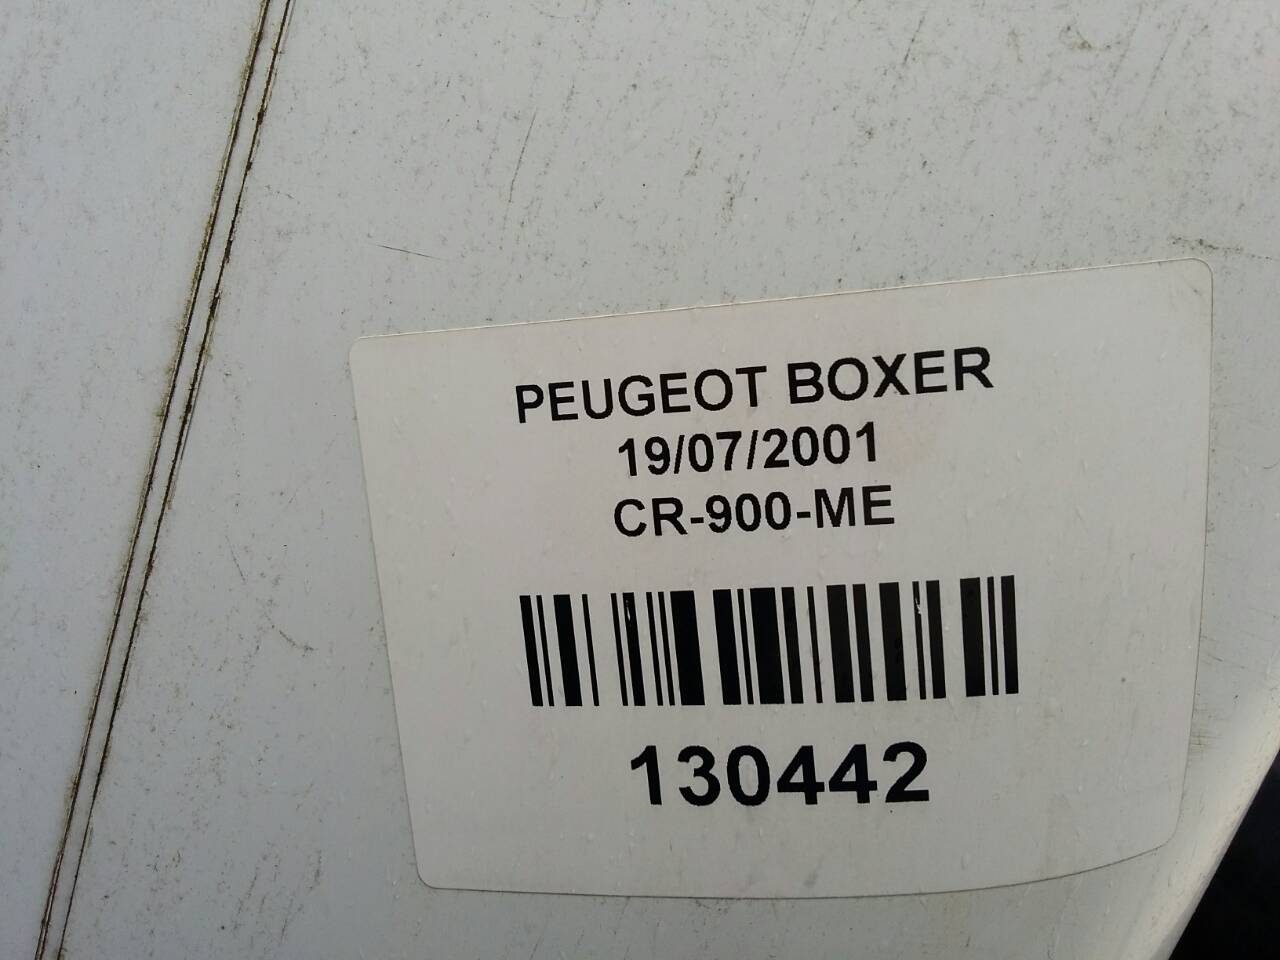 PEUGEOT BOXER
19/07/2001
CR-900-ME
130442